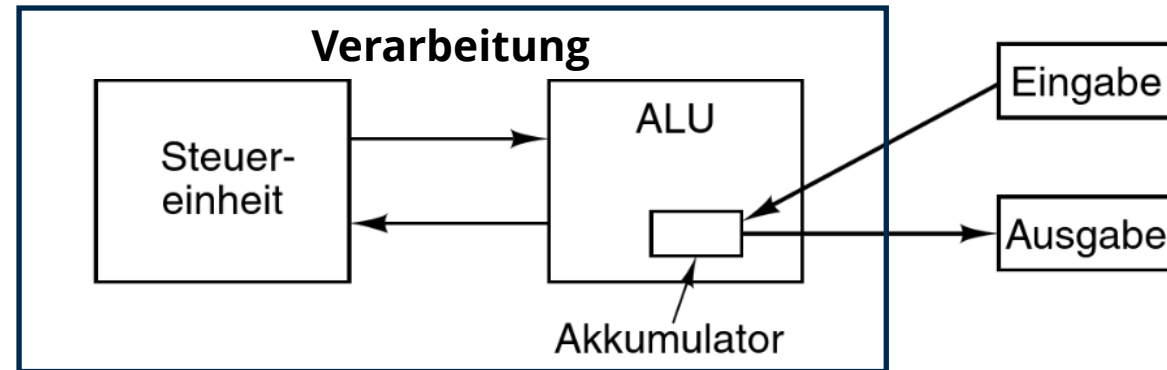 Verarbeitung
Steuer-
einheit
ALU
Akkumulator
Eingabe
Ausgabe